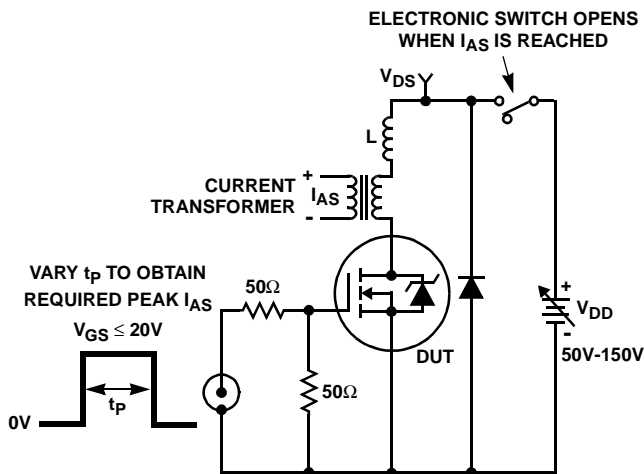 ELECTRONIC SWITCH OPENS
WHEN IAS IS REACHED
VDS
L
+
CURRENT
TRANSFORMER
IAS
-
VARY tP TO OBTAIN
REQUIRED PEAK IAS
50Ω
VGS ≤ 20V
DUT
+
VDD
-
50V-150V
50Ω
0V
tP